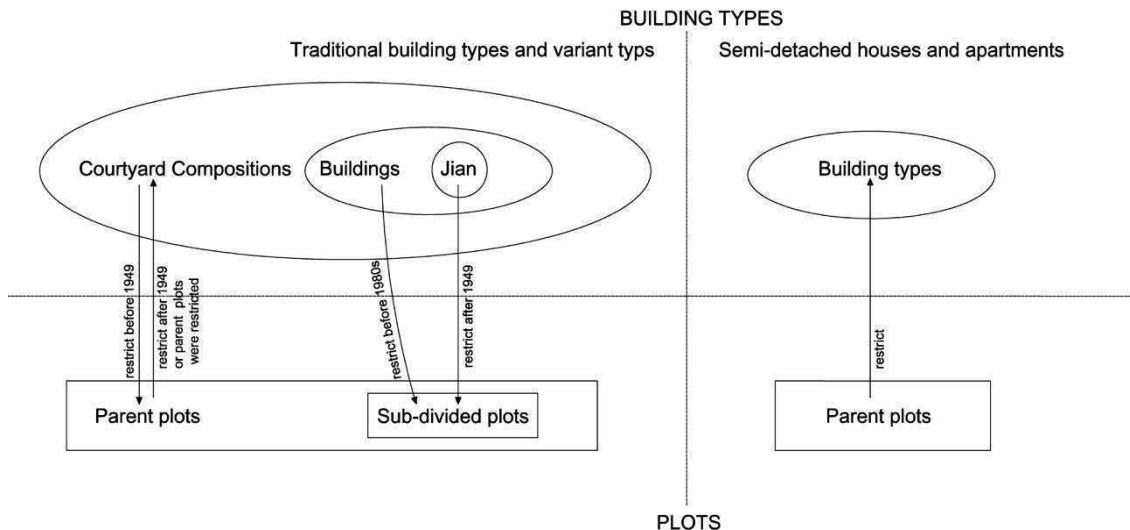 BUILDING TYPES
Traditional building types and variant typs
Semi-detached houses and apartments
Courtyard Compositions
Buildings
Jian
Building types
restrict before 1949
restrict after 1949
or parent plots
were restricted
restrict before 1980s
restrict after 1949
restrict
Parent plots
Sub-divided plots
Parent plots
PLOTS